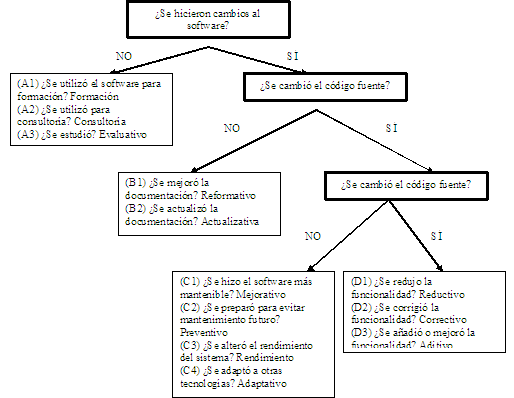 ¿Se hicieron cambios al
software?
NO
SI
(A1) ¿Se utilizó el software para
formación? Formación
(A2) ¿Se utilizó para
consultoria? Consultoría
(A3) ¿Se estudió? Evaluativo
¿Se cambió el código fuente?
NO
SI
(B1) ¿Se mejoró la
documentación? Reformativo
(B2) ¿Se actualizó la
documentación? Actualizativa
¿Se cambió el código fuente?
NO
SI
(C1) ¿Se hizo el software más
mantenible? Mejorativo
(C2) ¿Se preparó para evitar
mantenimiento futuro?
Preventivo
(C3) ¿Se alteró el rendimiento
del sistema? Rendimiento
(C4) ¿Se adaptó a otras
tecnologías? Adaptativo
(D1) ¿Se redujo la
funcionalidad? Reductivo
(D2) ¿Se corrigió la
funcionalidad? Correctivo
(D3) ¿Se añadió o mejoró la
funcionalidad? Aditivo